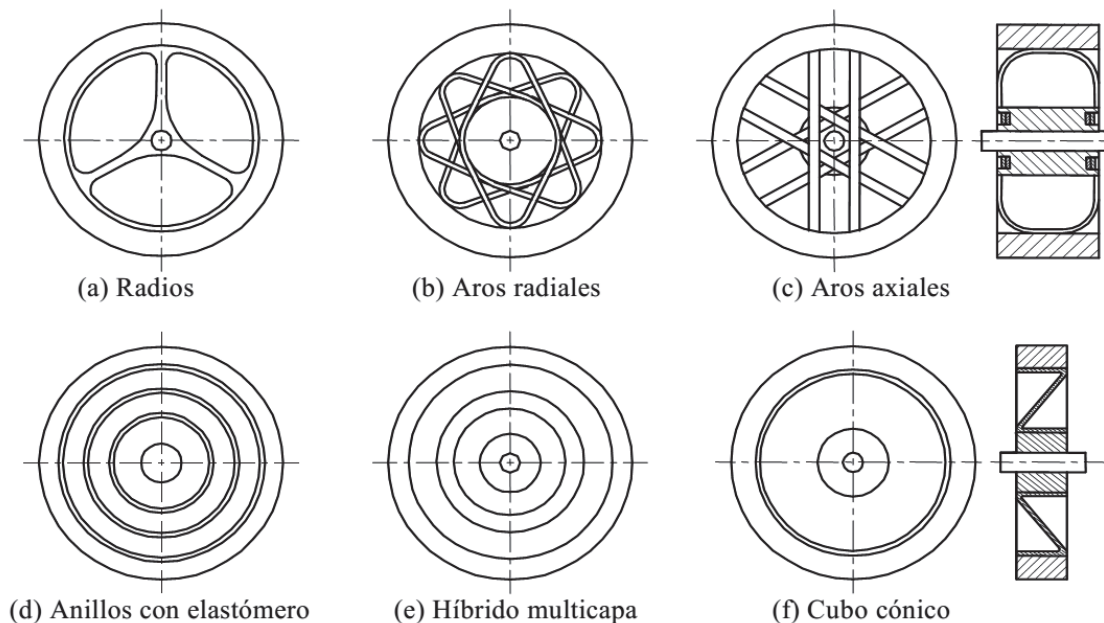 (a) Radios
(b) Aros radiales
(c) Aros axiales
(d) Anillos con elastómero
(e) Híbrido multicapa
(f) Cubo cónico